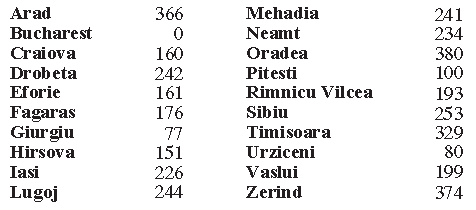 Arad 366 Mehadia 241
Bucharest 0 Neamt 234
Craiova 160 Oradea 380
Drobeta 242 Pitesti 100
Eforie 161 Rimnicu Vilcea 193
Fagaras 176 Sibiu 253
Giurgiu 77 Timisoara 329
Hirsova 151 Urziceni 80
Iasi 226 Vaslui 199
Lugoj 244 Zerind 374